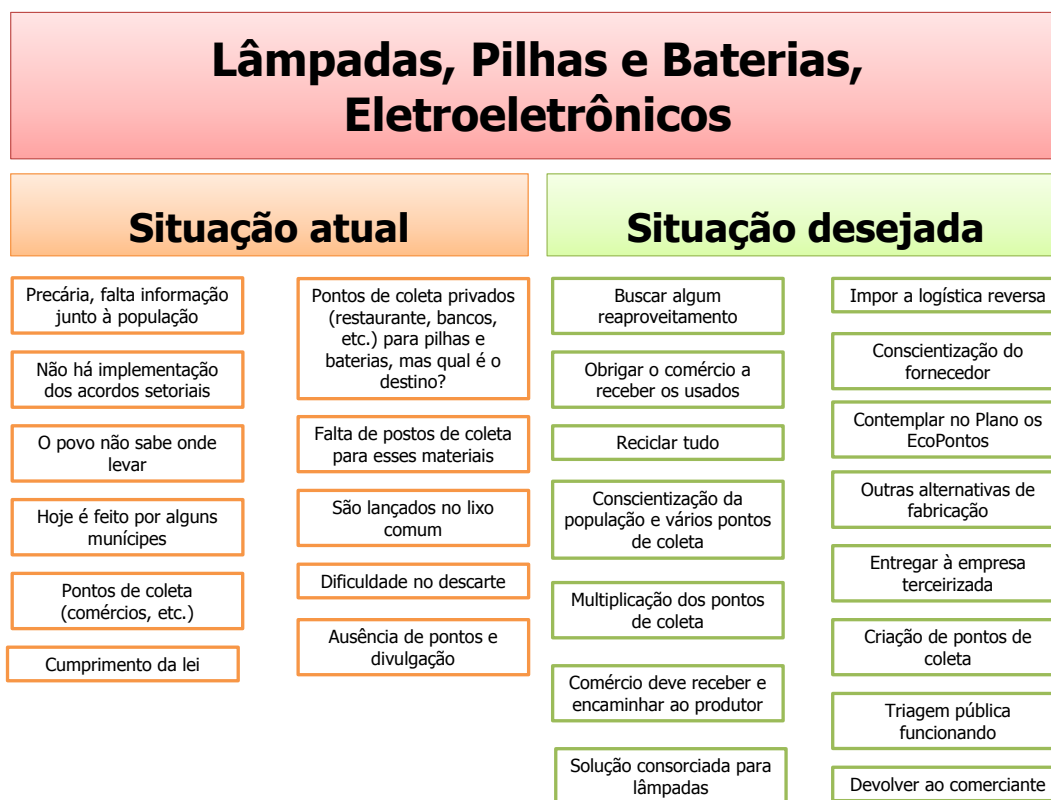 Lâmpadas, Pilhas e Baterias,
Eletroeletrônicos
Situação atual
Precária, falta informação
junto à população
Não há implementação
dos acordos setoriais
O povo não sabe onde
levar
Hoje é feito por alguns
munícipes
Pontos de coleta
(comércios, etc.)
Cumprimento da lei
Pontos de coleta privados
(restaurante, bancos,
etc.) para pilhas e
baterias, mas qual é o
destino?
Falta de postos de coleta
para esses materiais
São lançados no lixo
comum
Dificuldade no descarte
Ausência de pontos e
divulgação
Situação desejada
Buscar algum
reaproveitamento
Obrigar o comércio a
receber os usados
Reciclar tudo
Conscientização da
população e vários pontos
de coleta
Multiplicação dos pontos
de coleta
Comércio deve receber e
encaminhar ao produtor
Solução consorciada para
lâmpadas
Impor a logística reversa
Conscientização do
fornecedor
Contemplar no Plano os
EcoPontos
Outras alternativas de
fabricação
Entregar à empresa
terceirizada
Criação de pontos de
coleta
Triagem pública
funcionando
Devolver ao comerciante